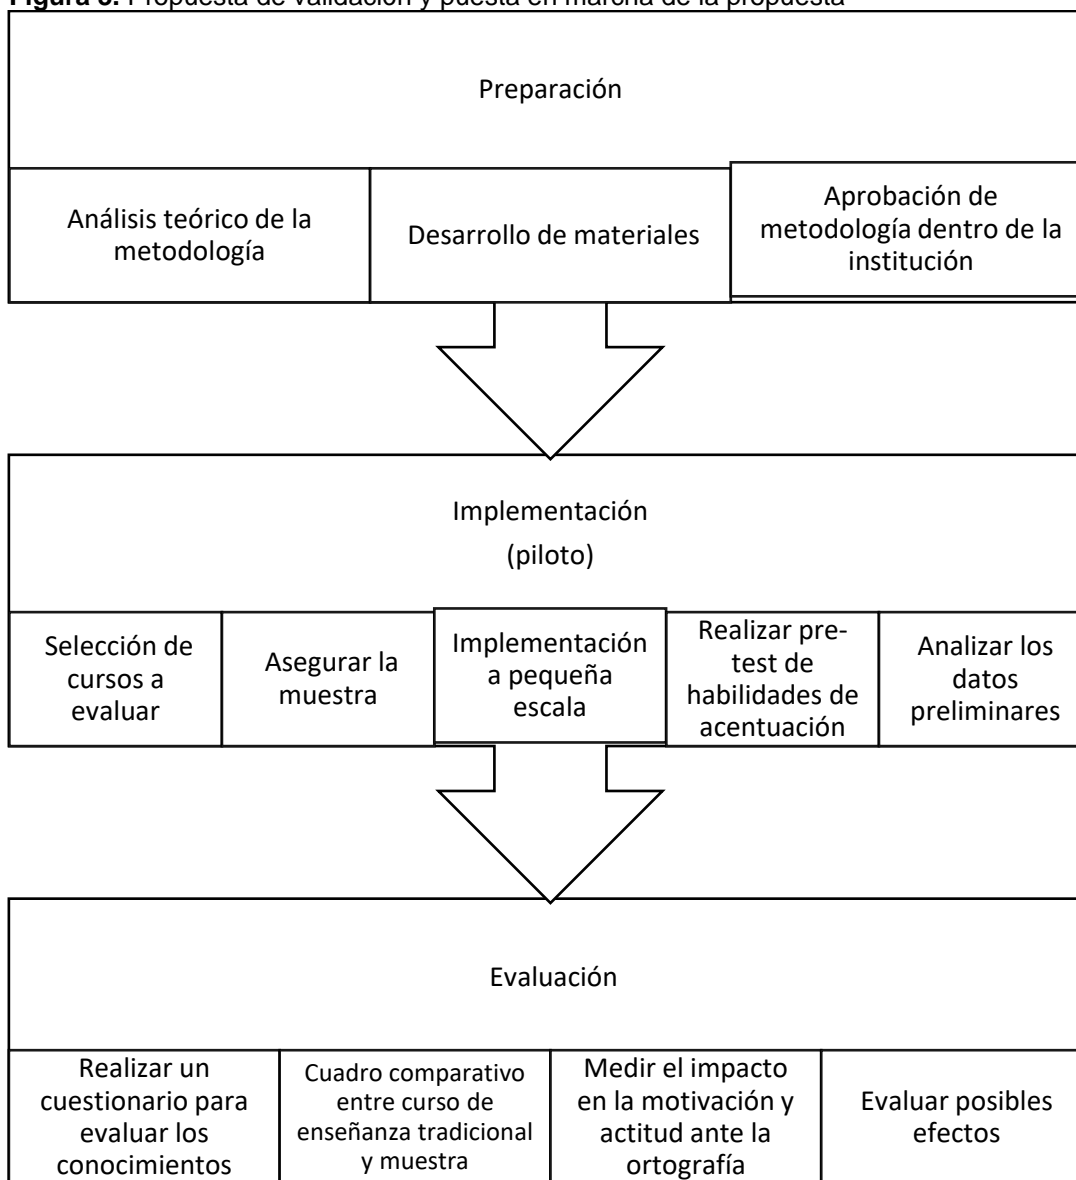 Figura 3. Propuesta de validación y puesta en marcha de la propuesta
Preparación
Análisis teórico de la
metodología
Desarrollo de materiales
Aprobación de
metodología dentro de la
institución
Implementación
(piloto)
Selección de
cursos a
evaluar
Asegurar la
muestra
Implementación
a pequeña
escala
Realizar pre-
test de
habilidades de
acentuación
Analizar los
datos
preliminares
Evaluación
Realizar un
cuestionario para
evaluar los
conocimientos
Cuadro comparativo
entre curso de
enseñanza tradicional
y muestra
Medir el impacto
en la motivación y
actitud ante la
ortografía
Evaluar posibles
efectos